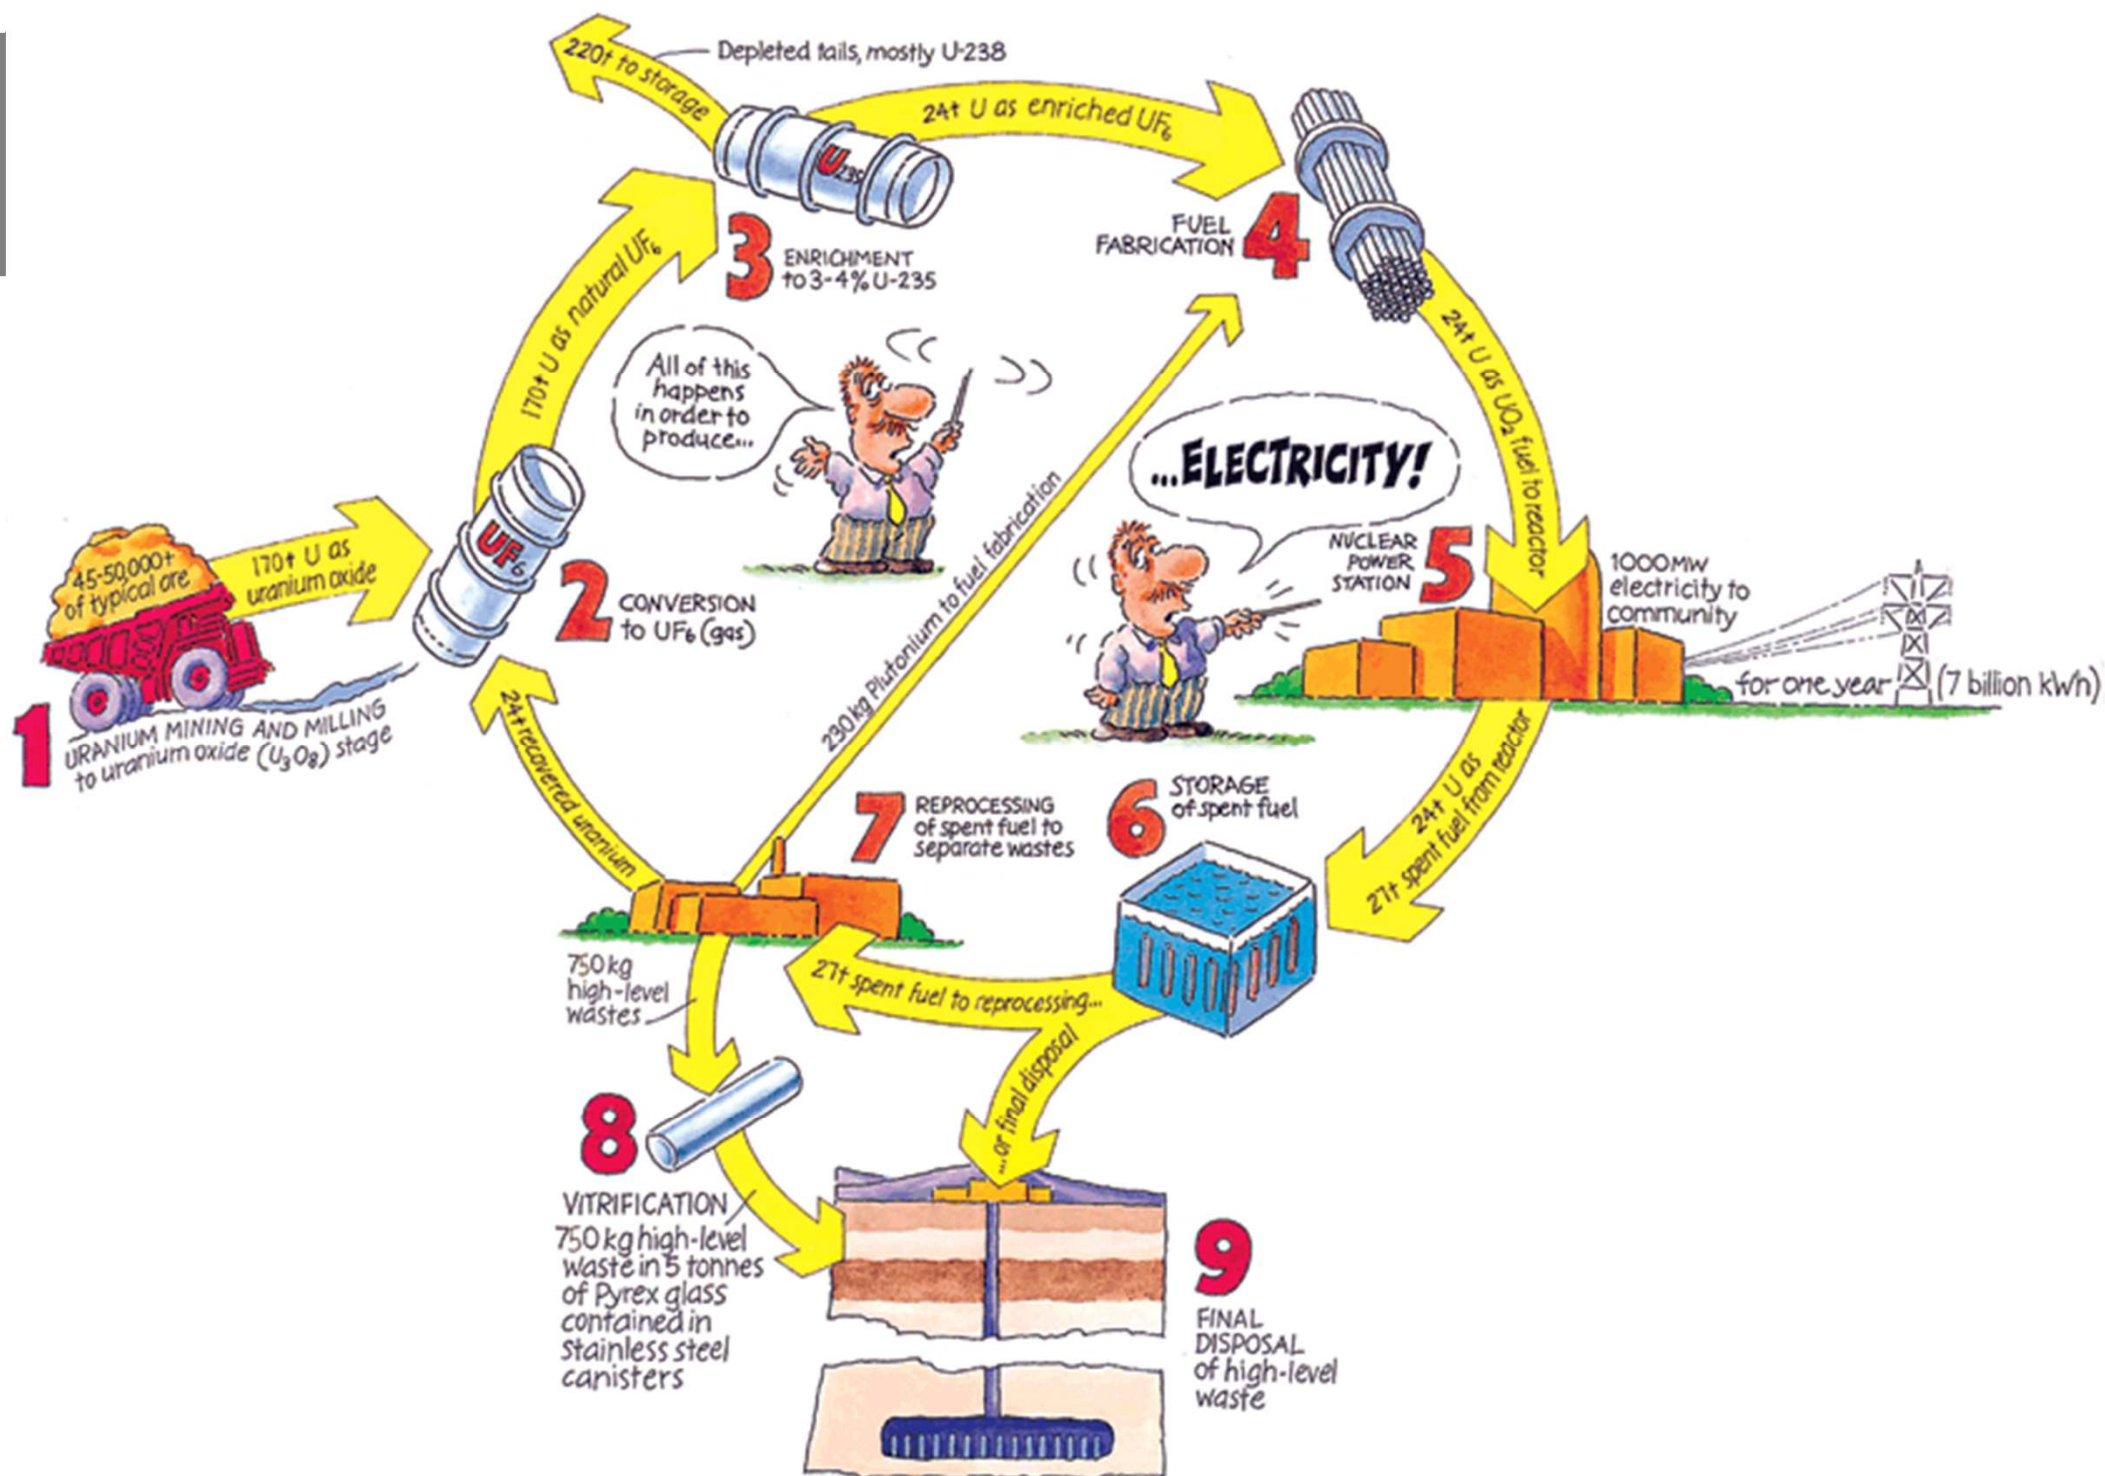 220t to storage
Depleted tails, mostly U-238
24t U as enriched UF₆
U₂₃₅
3
ENRICHMENT
to 3-4% U-235
FUEL
FABRICATION
4
170t U as natural UF₆
All of this
happens
in order to
produce...
24t U as UO₂ fuel to reactor
...ELECTRICITY!
45-50,000t
of typical ore
170t U as
uranium oxide
UF₆
2
CONVERSION
to UF₆ (gas)
230kg Plutonium to fuel fabrication
NUCLEAR
POWER
STATION
5
1000MW
electricity to
community
for one year (7 billion kWh)
1
URANIUM MINING AND MILLING
to uranium oxide (U₃O₈) stage
24t recovered uranium
24t U as
spent fuel from reactor
27t spent fuel
7
REPROCESSING
of spent fuel to
separate wastes
6
STORAGE
of spent fuel
750kg
high-level
wastes
27t spent fuel to reprocessing...
...or final disposal
8
VITRIFICATION
750kg high-level
waste in 5 tonnes
of Pyrex glass
contained in
stainless steel
canisters
9
FINAL
DISPOSAL
of high-level
waste